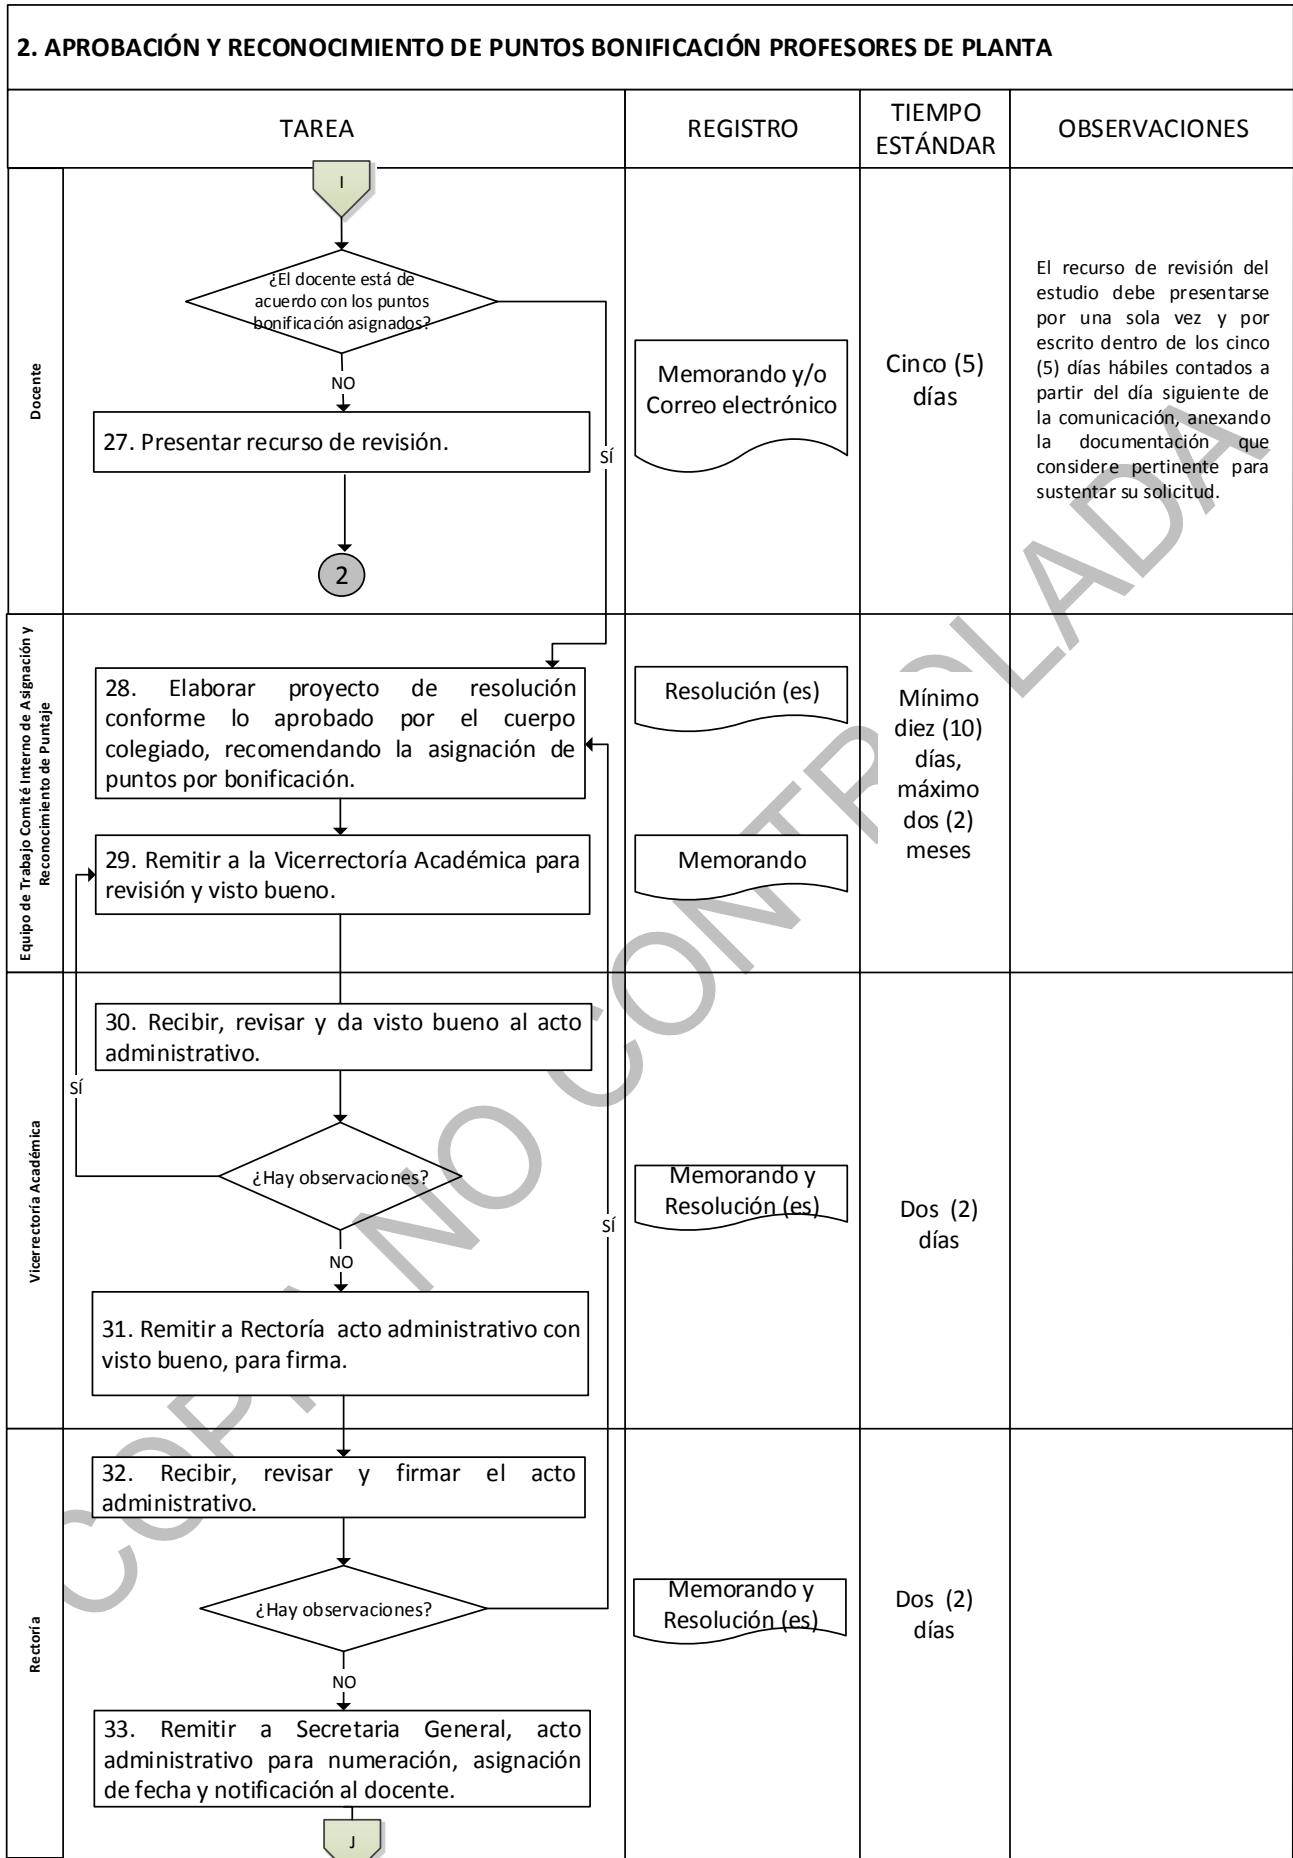 2. APROBACIÓN Y RECONOCIMIENTO DE PUNTOS BONIFICACIÓN PROFESORES DE PLANTA
TAREA
REGISTRO
TIEMPO
ESTÁNDAR
OBSERVACIONES
Docente
I
¿El docente está de
acuerdo con los puntos
bonificación asignados?
NO
SÍ
27. Presentar recurso de revisión.
2
Memorando y/o
Correo electrónico
Cinco (5)
días
El recurso de revisión del
estudio debe presentarse
por una sola vez y por
escrito dentro de los cinco
(5) días hábiles contados a
partir del día siguiente de
la comunicación, anexando
la documentación que
considere pertinente para
sustentar su solicitud.
Equipo de Trabajo Comité Interno de Asignación y
Reconocimiento de Puntaje
28. Elaborar proyecto de resolución
conforme lo aprobado por el cuerpo
colegiado, recomendando la asignación de
puntos por bonificación.
29. Remitir a la Vicerrectoría Académica para
revisión y visto bueno.
Resolución (es)
Memorando
Mínimo
diez (10)
días,
máximo
dos (2)
meses
Vicerrectoría Académica
30. Recibir, revisar y da visto bueno al acto
administrativo.
SÍ
¿Hay observaciones?
NO
SÍ
31. Remitir a Rectoría acto administrativo con
visto bueno, para firma.
Memorando y
Resolución (es)
Dos (2)
días
Rectoría
32. Recibir, revisar y firmar el acto
administrativo.
¿Hay observaciones?
NO
33. Remitir a Secretaria General, acto
administrativo para numeración, asignación
de fecha y notificación al docente.
J
Memorando y
Resolución (es)
Dos (2)
días
COPIA NO CONTROLADA